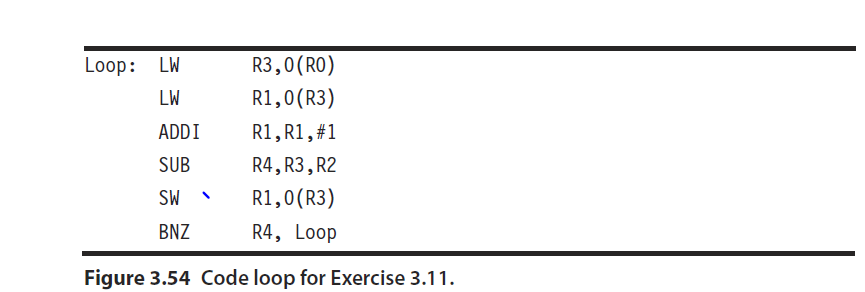 Loop: LW R3,0(R0)
LW R1,0(R3)
ADDI R1,R1,#1
SUB R4,R3,R2
SW R1,0(R3)
BNZ R4, Loop
Figure 3.54 Code loop for Exercise 3.11.